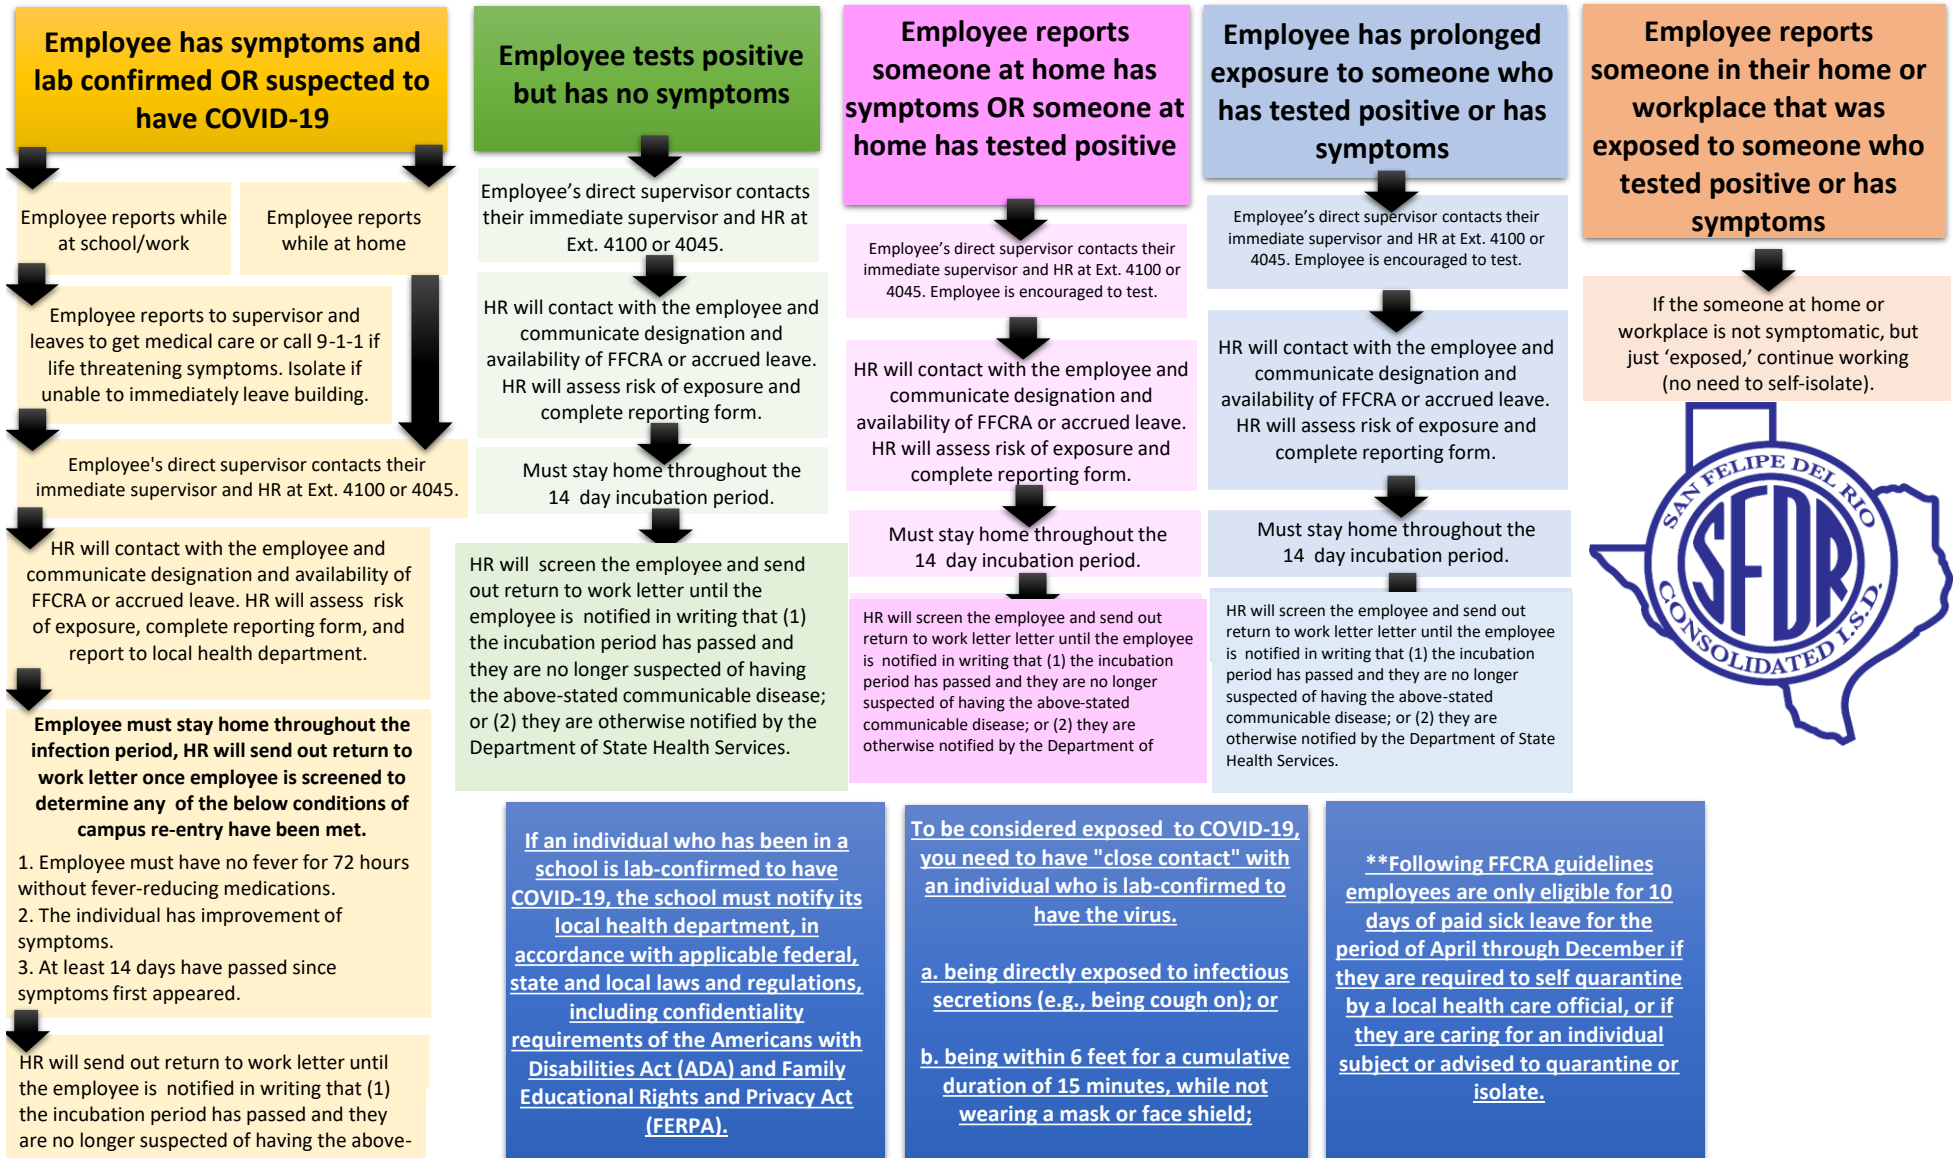 Employee has symptoms and
lab confirmed OR suspected to
have COVID-19
Employee reports while
at school/work
Employee reports
while at home
Employee reports to supervisor and
leaves to get medical care or call 9-1-1 if
life threatening symptoms. Isolate if
unable to immediately leave building.
Employee's direct supervisor contacts their
immediate supervisor and HR at Ext. 4100 or 4045.
HR will contact with the employee and
communicate designation and availability of
FFCRA or accrued leave. HR will assess risk
of exposure, complete reporting form, and
report to local health department.
Employee must stay home throughout the
infection period, HR will send out return to
work letter once employee is screened to
determine any of the below conditions of
campus re-entry have been met.
1. Employee must have no fever for 72 hours
without fever-reducing medications.
2. The individual has improvement of
symptoms.
3. At least 14 days have passed since
symptoms first appeared.
HR will send out return to work letter until
the employee is notified in writing that (1)
the incubation period has passed and they
are no longer suspected of having the above-
Employee tests positive
but has no symptoms
Employee’s direct supervisor contacts
their immediate supervisor and HR at
Ext. 4100 or 4045.
HR will contact with the employee and
communicate designation and
availability of FFCRA or accrued leave.
HR will assess risk of exposure and
complete reporting form.
Must stay home throughout the
14 day incubation period.
HR will screen the employee and send
out return to work letter until the
employee is notified in writing that (1)
the incubation period has passed and
they are no longer suspected of having
the above-stated communicable disease;
or (2) they are otherwise notified by the
Department of State Health Services.
Employee reports
someone at home has
symptoms OR someone at
home has tested positive
Employee’s direct supervisor contacts their
immediate supervisor and HR at Ext. 4100 or
4045. Employee is encouraged to test.
HR will contact with the employee and
communicate designation and
availability of FFCRA or accrued leave.
HR will assess risk of exposure and
complete reporting form.
Must stay home throughout the
14 day incubation period.
HR will screen the employee and send out
return to work letter letter until the employee
is notified in writing that (1) the incubation
period has passed and they are no longer
suspected of having the above-stated
communicable disease; or (2) they are
otherwise notified by the Department of
Employee has prolonged
exposure to someone who
has tested positive or has
symptoms
Employee’s direct supervisor contacts their
immediate supervisor and HR at Ext. 4100 or
4045. Employee is encouraged to test.
HR will contact with the employee and
communicate designation and
availability of FFCRA or accrued leave.
HR will assess risk of exposure and
complete reporting form.
Must stay home throughout the
14 day incubation period.
HR will screen the employee and send out
return to work letter letter until the employee
is notified in writing that (1) the incubation
period has passed and they are no longer
suspected of having the above-stated
communicable disease; or (2) they are
otherwise notified by the Department of State
Health Services.
Employee reports
someone in their home or
workplace that was
exposed to someone who
tested positive or has
symptoms
If the someone at home or
workplace is not symptomatic, but
just ‘exposed,’ continue working
(no need to self-isolate).
SAN FELIPE DEL RIO
SFDR
CONSOLIDATED I.S.D.
If an individual who has been in a
school is lab-confirmed to have
COVID-19, the school must notify its
local health department, in
accordance with applicable federal,
state and local laws and regulations,
including confidentiality
requirements of the Americans with
Disabilities Act (ADA) and Family
Educational Rights and Privacy Act
(FERPA).
To be considered exposed to COVID-19,
you need to have "close contact" with
an individual who is lab-confirmed to
have the virus.
a. being directly exposed to infectious
secretions (e.g., being cough on); or
b. being within 6 feet for a cumulative
duration of 15 minutes, while not
wearing a mask or face shield;
**Following FFCRA guidelines
employees are only eligible for 10
days of paid sick leave for the
period of April through December if
they are required to self quarantine
by a local health care official, or if
they are caring for an individual
subject or advised to quarantine or
isolate.